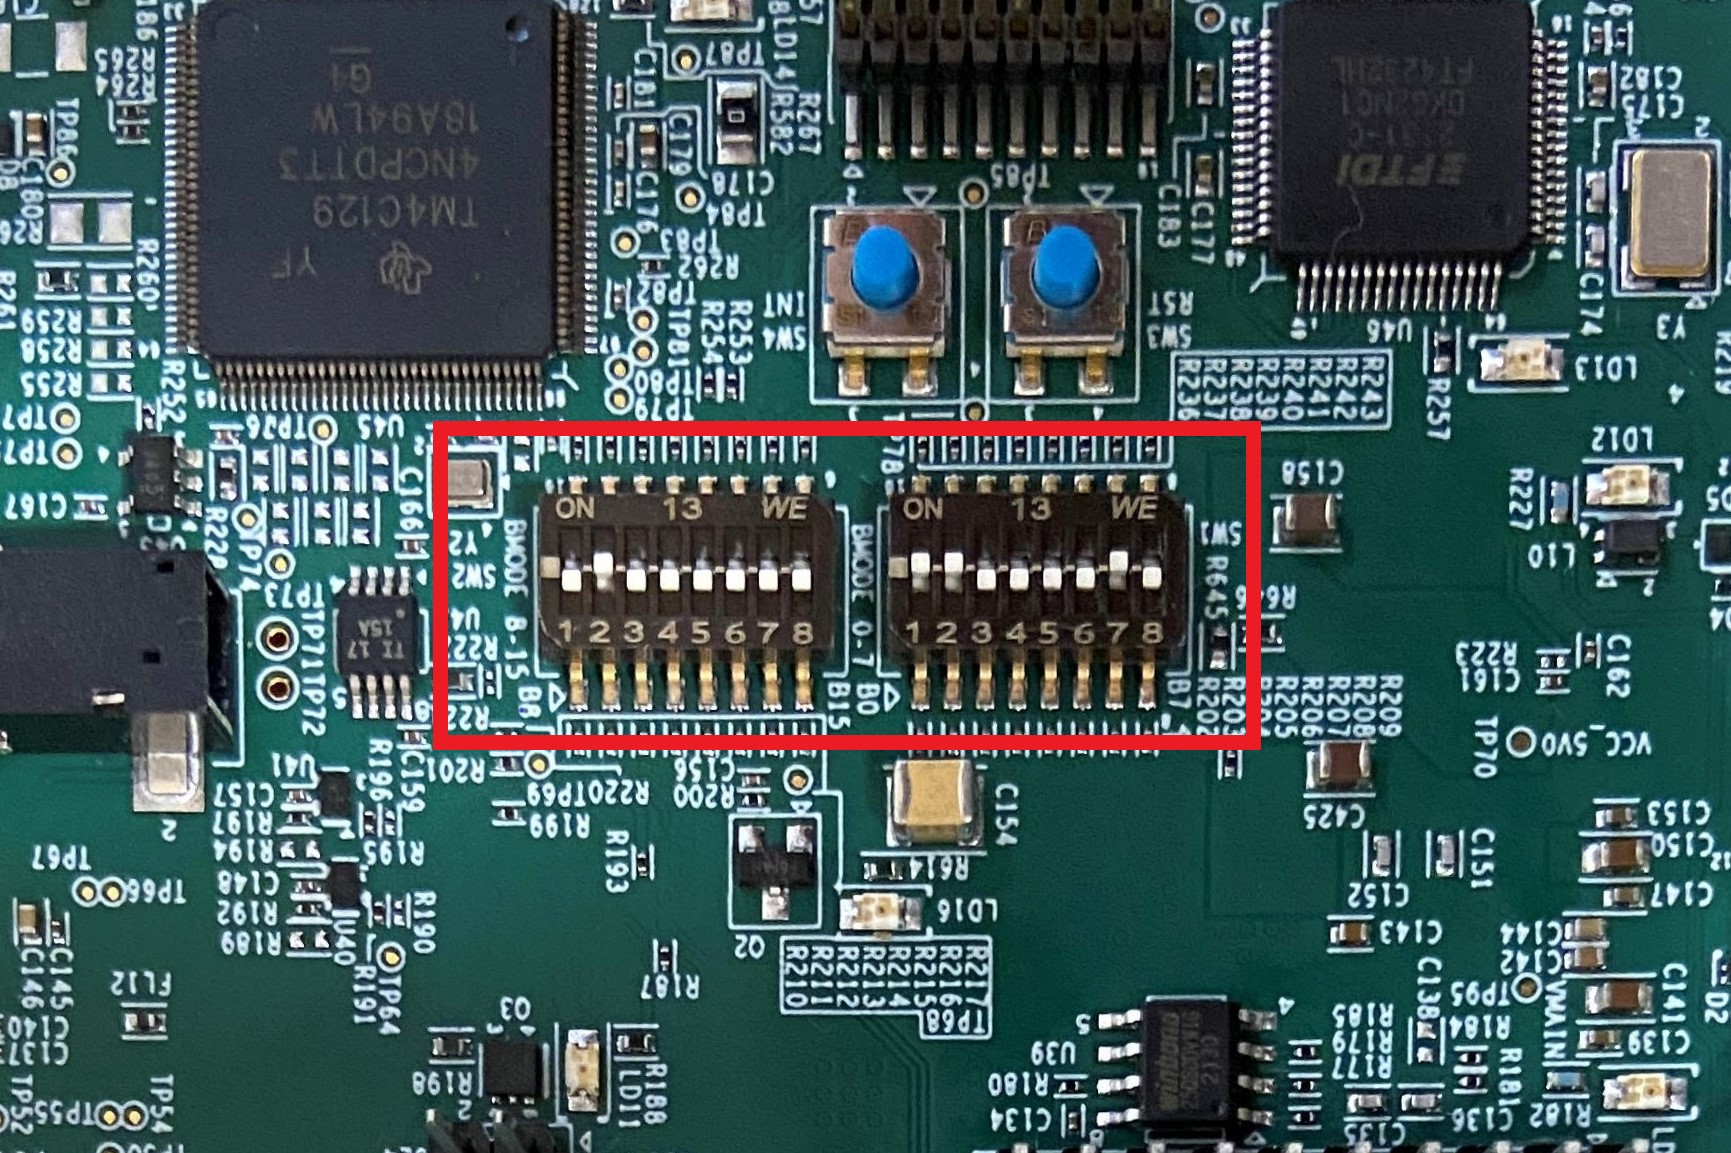 R265
R264
TP86
C180
R261
R260
R259
R258
R255
R252
G4
18A94LW
4NCPDTT3
TM4C129
YF
TP87
C181
R582
R267
C179
C178
C176
TP84
TP83
R262
TP82
TP81
TP80
TP79
R254
R253
TP85
C183
C177
INT
SW4
RST
SW3
FT4232HL
FTDI
U46
C182
C175
C174
Y3
LD13
R257
R236
R237
R238
R239
R240
R241
R242
R243
TP76
U45
C167
C166
R228
TP74
TP73
TP71
TP72
TI 17
15A
Y2
SW2
BMODE 8-15
B8
B15
ON 13 WE
1 2 3 4 5 6 7 8
BMODE 0-7
B0
B7
ON 13 WE
1 2 3 4 5 6 7 8
SW1
R645
C158
LD12
R227
L10
R223
C161
C162
TP70
VCC_5V0
R202
R203
R205
R206
R207
R208
R209
C425
C153
C150
C147
C151
C152
C143
C144
C142
C141
C139
C138
TP95
VMAIN
R184
R181
R182
C136
C135
R185
R179
R177
U39
R180
C134
winbond
U41
C157
R197
R194
C148
R192
R189
R196
C159
R195
R190
U40
R191
TP64
R201
R220
TP69
R199
C156
R200
R193
C154
R614
LD16
Q2
R187
R210
R211
R212
R213
R214
R215
R216
R217
TP68
Q3
R198
LD11
R188
TP67
TP66
C146
C145
FL12
C140
C137
TP55
TP54
TP52